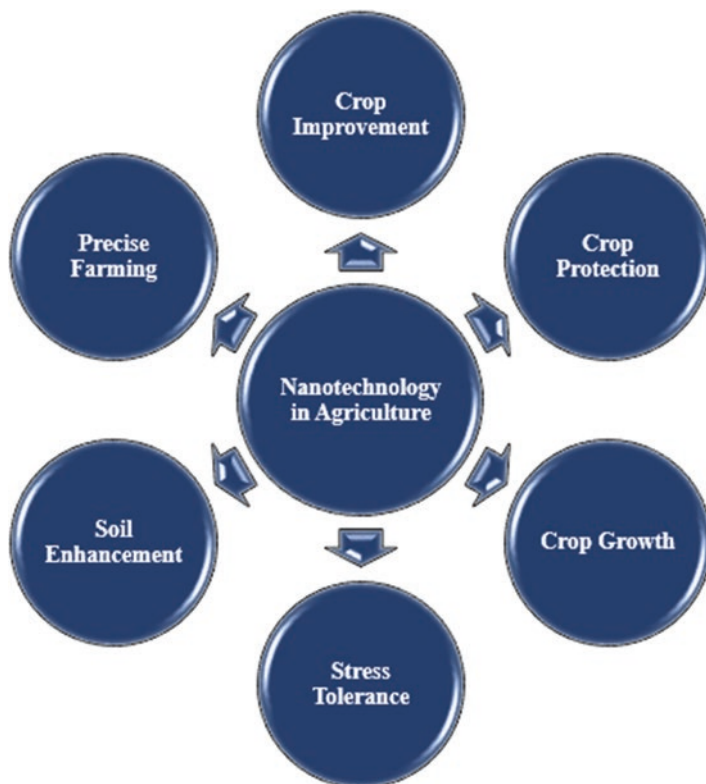 Crop
Improvement
Precise
Farming
Crop
Protection
Nanotechnology
in Agriculture
Soil
Enhancement
Crop Growth
Stress
Tolerance